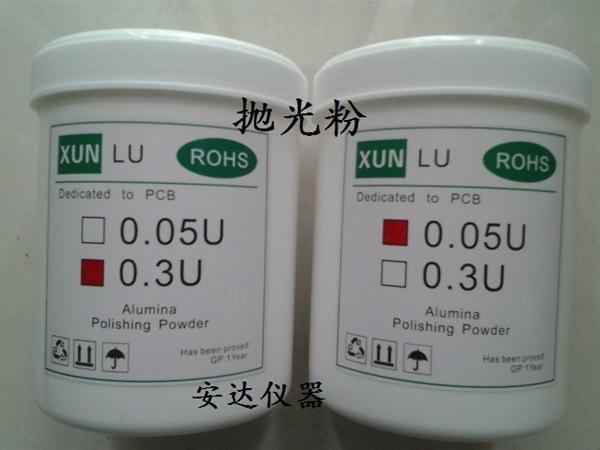 抛光粉
XUN LU ROHS
Dedicated to PCB
0.05U
0.3U
Alumina
Polishing Powder
Has been proved
GP:1Year
XUN LU ROHS
Dedicated to PCB
0.05U
0.3U
Alumina
Polishing Powder
Has been proved
GP:1Year
安达仪器